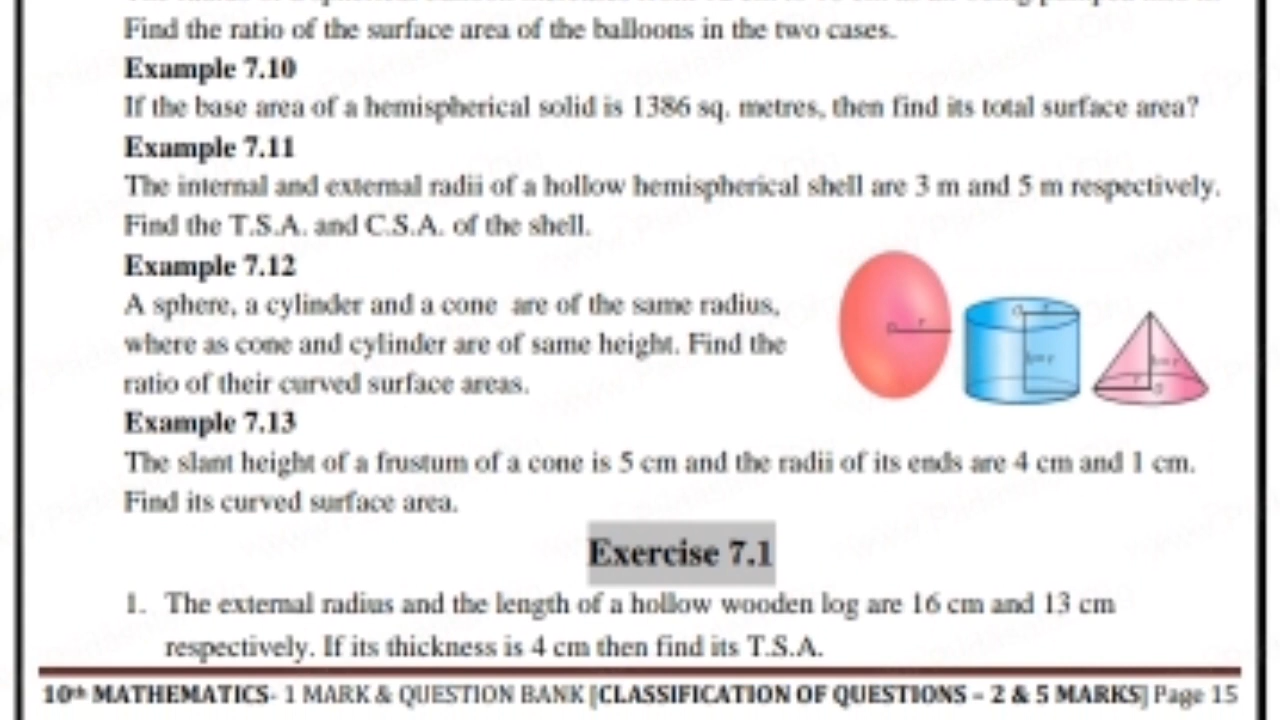 Find the ratio of the surface area of the balloons in the two cases.
Example 7.10
If the base area of a hemispherical solid is 1386 sq. metres, then find its total surface area?
Example 7.11
The internal and external radii of a hollow hemispherical shell are 3 m and 5 m respectively.
Find the T.S.A. and C.S.A. of the shell.
Example 7.12
A sphere, a cylinder and a cone are of the same radius,
where as cone and cylinder are of same height. Find the
ratio of their curved surface areas.
Example 7.13
The slant height of a frustum of a cone is 5 cm and the radii of its ends are 4 cm and 1 cm.
Find its curved surface area.
Exercise 7.1
1. The external radius and the length of a hollow wooden log are 16 cm and 13 cm
respectively. If its thickness is 4 cm then find its T.S.A.
10th MATHEMATICS- 1 MARK & QUESTION BANK [CLASSIFICATION OF QUESTIONS – 2 & 5 MARKS] Page 15